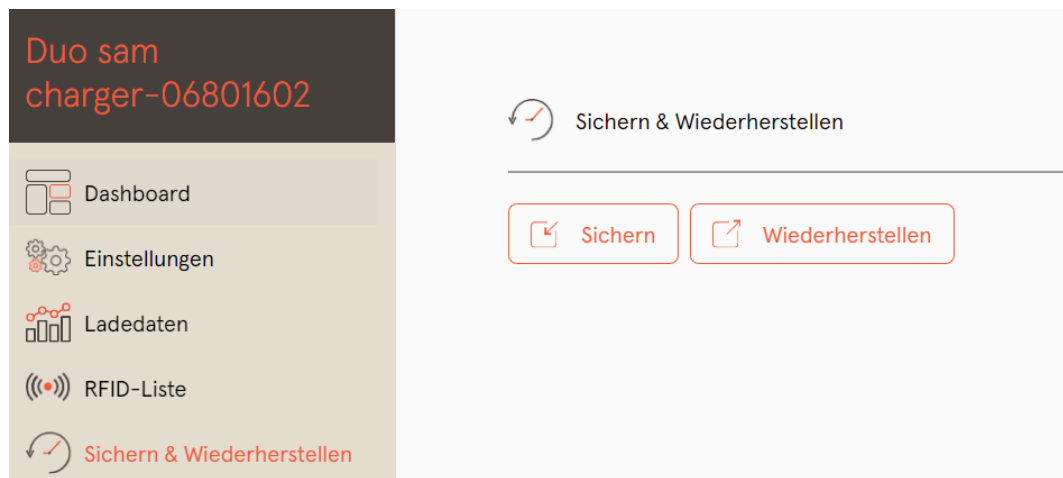 Duo sam
charger-06801602
Dashboard
Einstellungen
Ladedaten
RFID-Liste
Sichern & Wiederherstellen
Sichern & Wiederherstellen
Sichern
Wiederherstellen